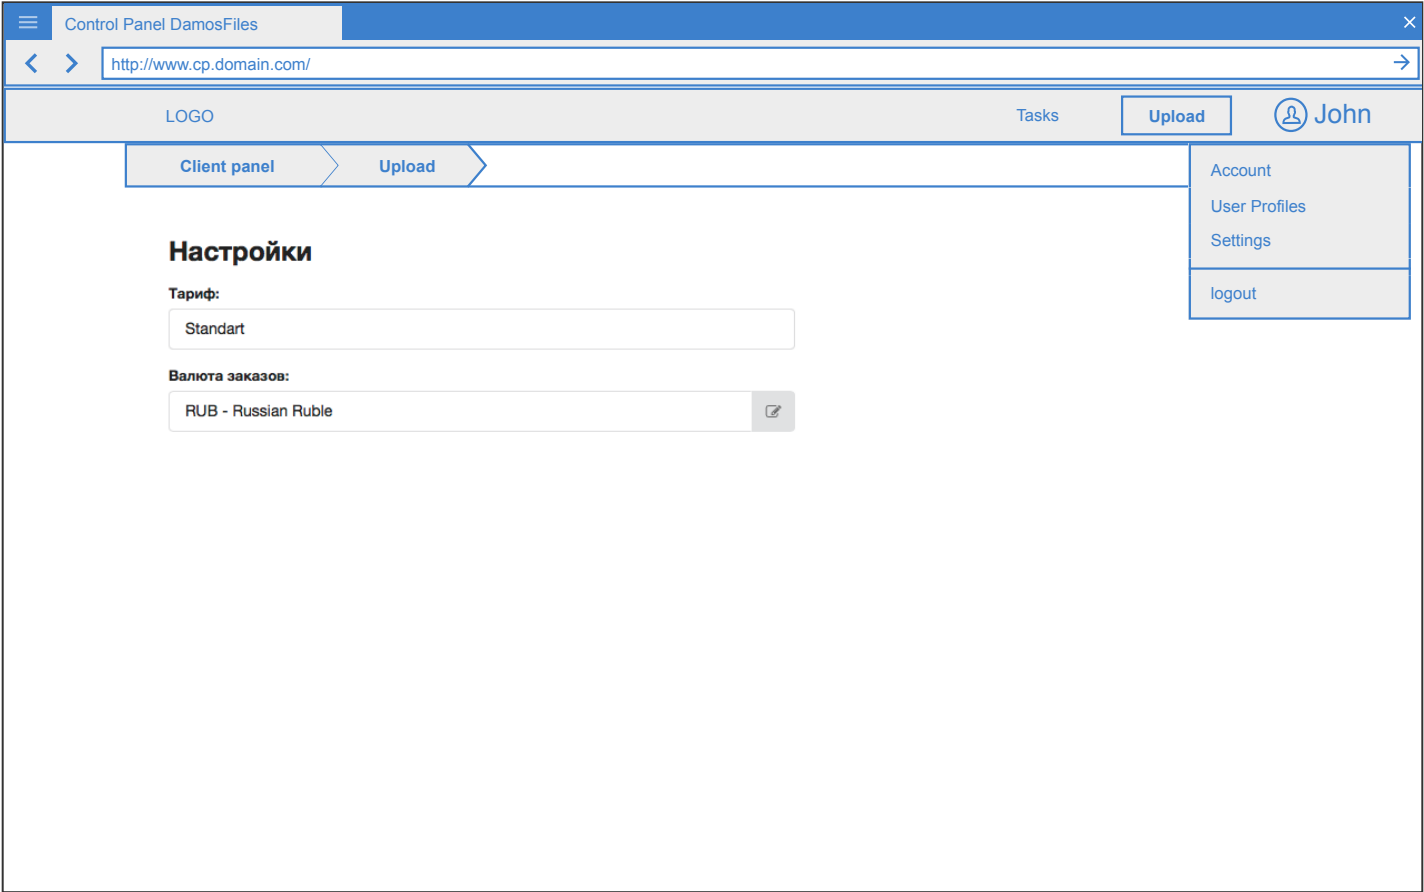 Control Panel DamosFiles
http://www.cp.domain.com/
LOGO
Tasks
Upload
John
Client panel
Upload
Account
User Profiles
Settings
logout
Настройки
Тариф:
Standart
Валюта заказов:
RUB - Russian Ruble